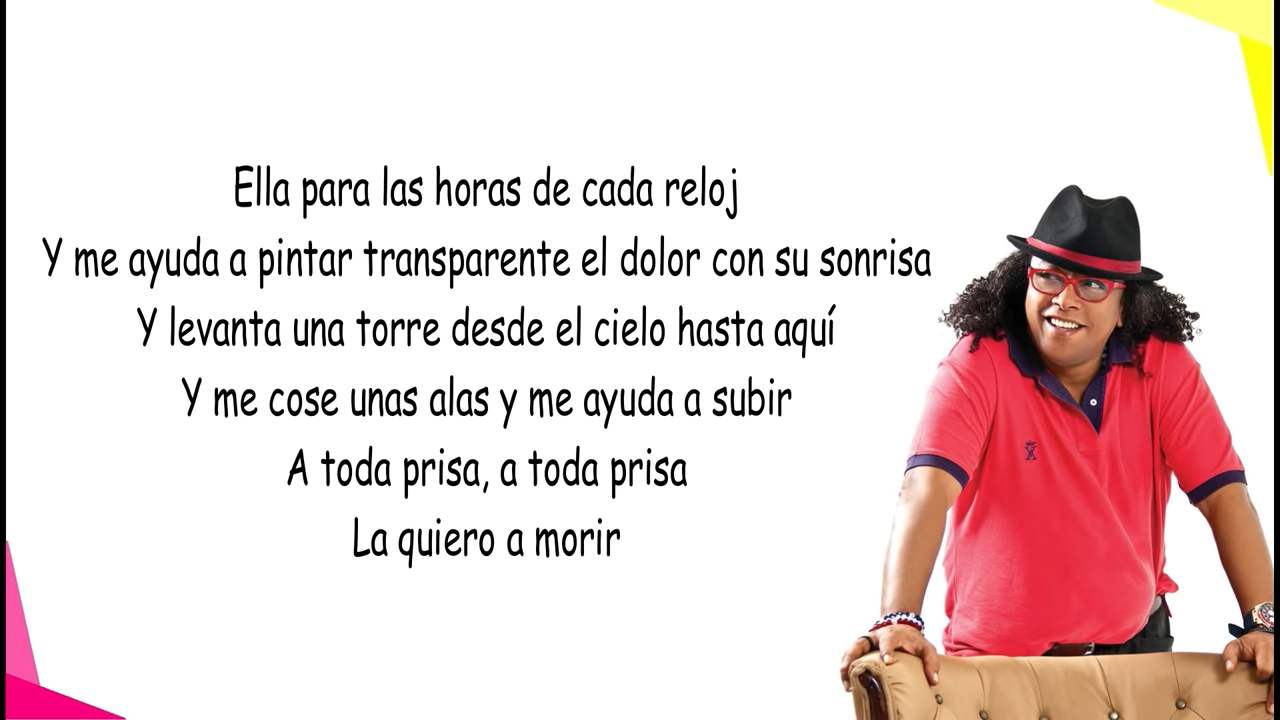 Ella para las horas de cada reloj
Y me ayuda a pintar transparente el dolor con su sonrisa
Y levanta una torre desde el cielo hasta aquí
Y me cose unas alas y me ayuda a subir
A toda prisa, a toda prisa
La quiero a morir